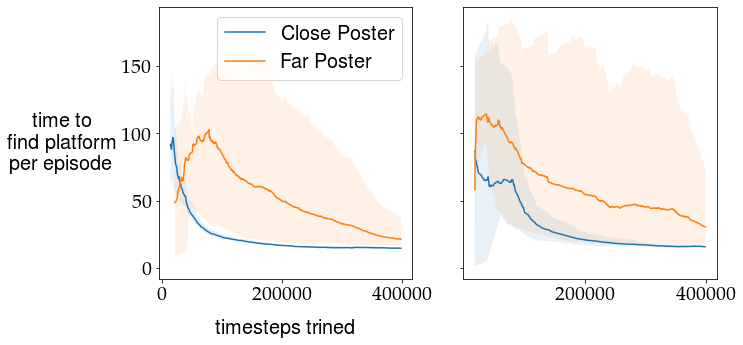 Close Poster
Far Poster
150
100
50
0
time to
find platform
per episode
0
200000
400000
200000
400000
timesteps trined